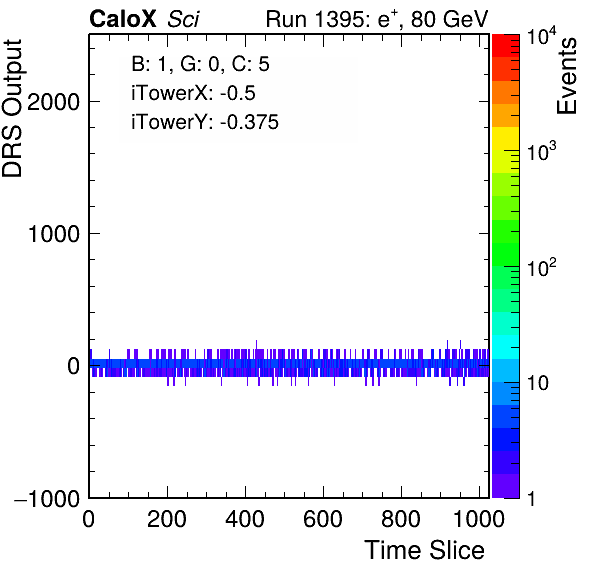 CaloX Sci
Run 1395: e+, 80 GeV
B: 1, G: 0, C: 5
iTowerX: -0.5
iTowerY: -0.375
DRS Output
2000
1000
0
−1000
0 200 400 600 800 1000
Time Slice
Events
10^4
10^3
10^2
10
1